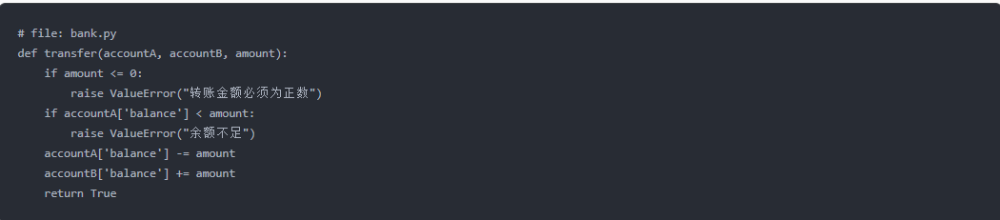 # file: bank.py
def transfer(accountA, accountB, amount):
    if amount <= 0:
        raise ValueError("转账金额必须为正数")
    if accountA['balance'] < amount:
        raise ValueError("余额不足")
    accountA['balance'] -= amount
    accountB['balance'] += amount
    return True